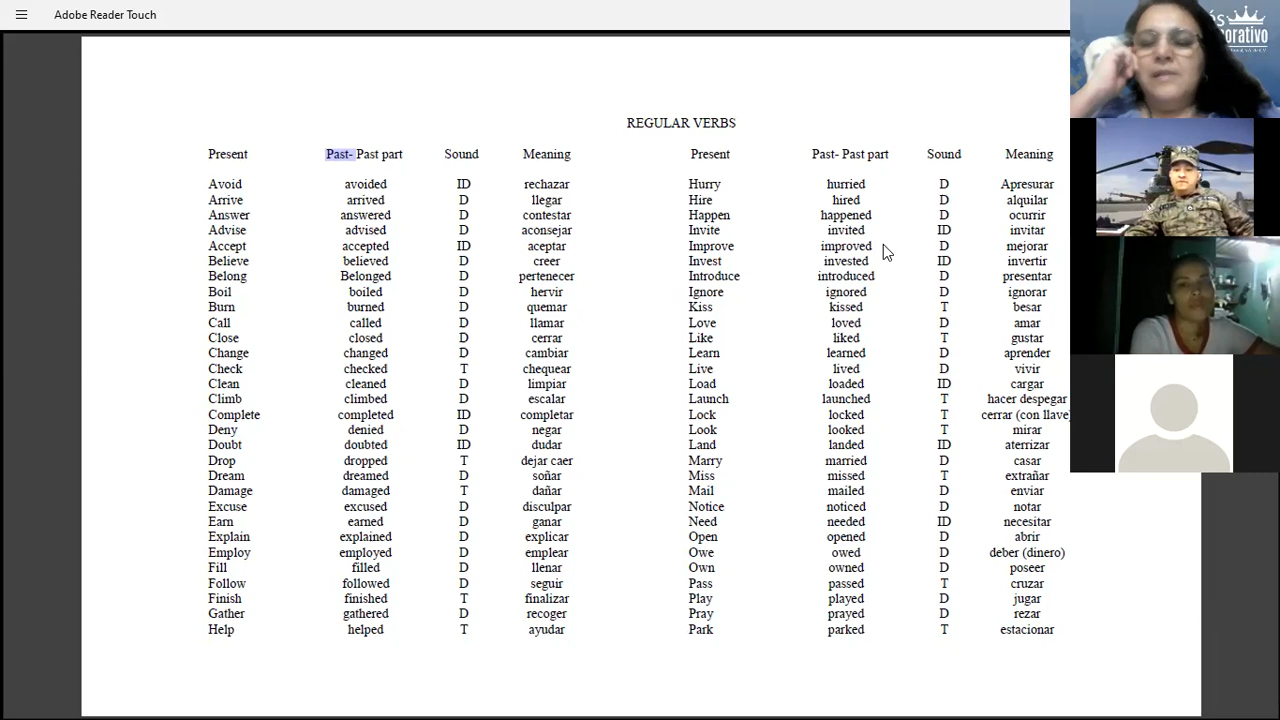 Adobe Reader Touch
és
orativo
REGULAR VERBS
Present Past- Past part Sound Meaning Present Past- Past part Sound Meaning
Avoid avoided ID rechazar Hurry hurried D Apresurar
Arrive arrived D llegar Hire hired D alquilar
Answer answered D contestar Happen happened D ocurrir
Advise advised D aconsejar Invite invited ID invitar
Accept accepted ID aceptar Improve improved D mejorar
Believe believed D creer Invest invested ID invertir
Belong Belonged D pertenecer Introduce introduced D presentar
Boil boiled D hervir Ignore ignored D ignorar
Burn burned D quemar Kiss kissed T besar
Call called D llamar Love loved D amar
Close closed D cerrar Like liked T gustar
Change changed D cambiar Learn learned D aprender
Check checked T chequear Live lived D vivir
Clean cleaned D limpiar Load loaded ID cargar
Climb climbed D escalar Launch launched T hacer despegar
Complete completed ID completar Lock locked T cerrar (con llave)
Deny denied D negar Look looked T mirar
Doubt doubted ID dudar Land landed ID aterrizar
Drop dropped T dejar caer Marry married D casar
Dream dreamed D soñar Miss missed T extrañar
Damage damaged T dañar Mail mailed D enviar
Excuse excused D disculpar Notice noticed D notar
Earn earned D ganar Need needed ID necesitar
Explain explained D explicar Open opened D abrir
Employ employed D emplear Owe owed D deber (dinero)
Fill filled D llenar Own owned D poseer
Follow followed D seguir Pass passed T cruzar
Finish finished T finalizar Play played D jugar
Gather gathered D recoger Pray prayed D rezar
Help helped T ayudar Park parked T estacionar